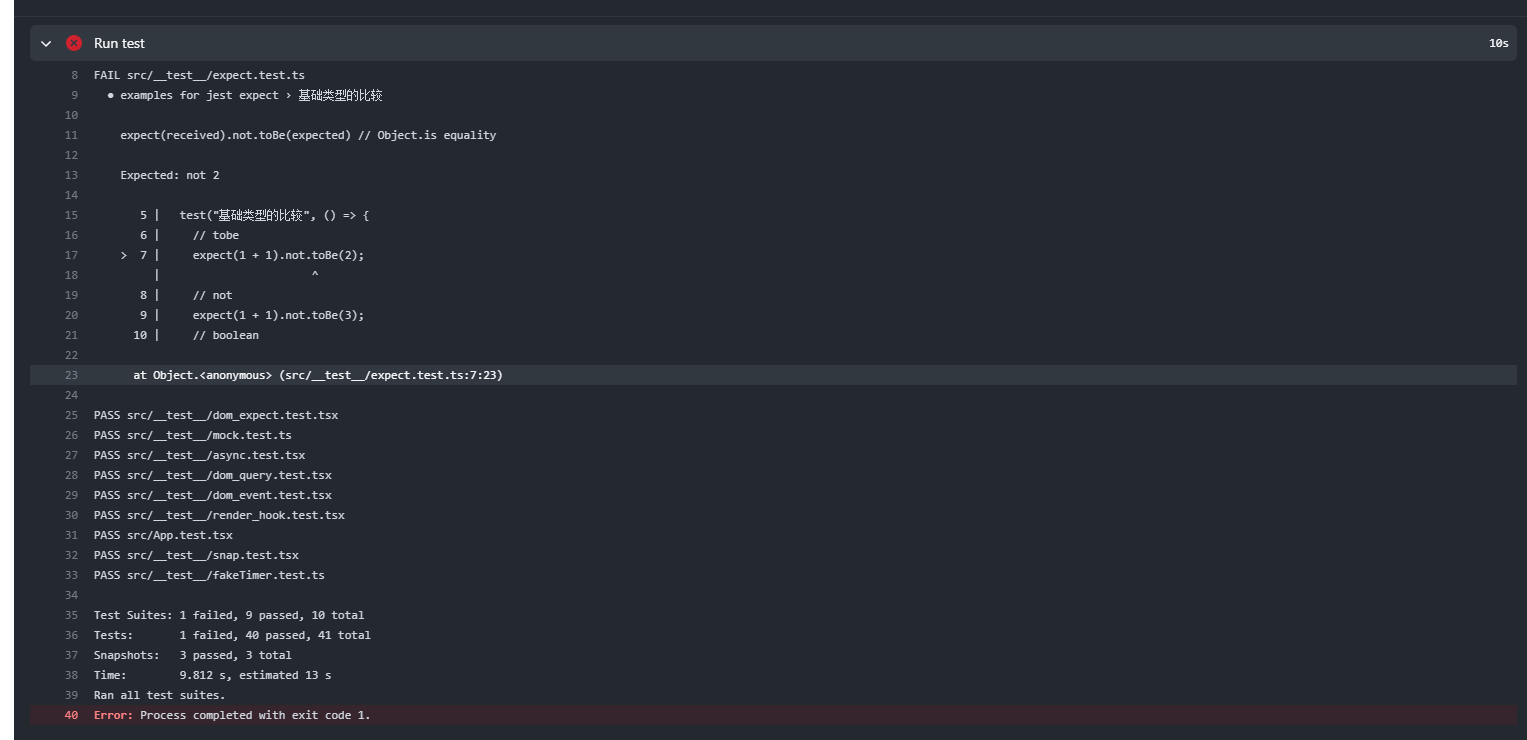 Run test
10s
8 FAIL src/__test__/expect.test.ts
9 ● examples for jest expect › 基础类型的比较
10
11 expect(received).not.toBe(expected) // Object.is equality
12
13 Expected: not 2
14
15 5 | test("基础类型的比较", () => {
16 6 | // tobe
17 > 7 | expect(1 + 1).not.toBe(2);
18 | ^
19 8 | // not
20 9 | expect(1 + 1).not.toBe(3);
21 10 | // boolean
22
23 at Object.<anonymous> (src/__test__/expect.test.ts:7:23)
24
25 PASS src/__test__/dom_expect.test.tsx
26 PASS src/__test__/mock.test.ts
27 PASS src/__test__/async.test.tsx
28 PASS src/__test__/dom_query.test.tsx
29 PASS src/__test__/dom_event.test.tsx
30 PASS src/__test__/render_hook.test.tsx
31 PASS src/App.test.tsx
32 PASS src/__test__/snap.test.tsx
33 PASS src/__test__/fakeTimer.test.ts
34
35 Test Suites: 1 failed, 9 passed, 10 total
36 Tests: 1 failed, 40 passed, 41 total
37 Snapshots: 3 passed, 3 total
38 Time: 9.812 s, estimated 13 s
39 Ran all test suites.
40 Error: Process completed with exit code 1.